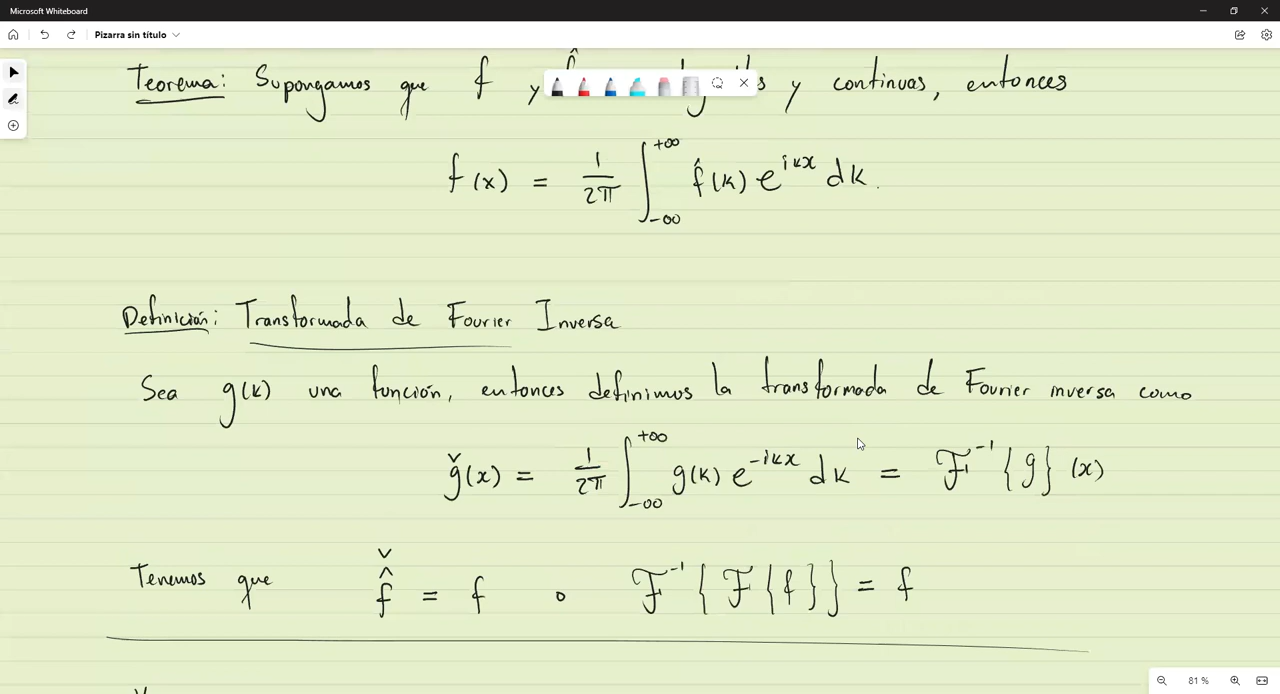 Microsoft Whiteboard
Pizarra sin título
Teorema: Supongamos que f y y continuas, entonces
f(x) = 1/2π ∫_{-∞}^{+∞} f̂(k) e^{ikx} dk.
Definición: Transformada de Fourier Inversa
Sea g(k) una función, entonces definimos la transformada de Fourier inversa como
ǧ(x) = 1/2π ∫_{-∞}^{+∞} g(k) e^{-ikx} dk = ℱ^{-1}{g}(x)
Tenemos que f̂̌ = f o ℱ^{-1}{ℱ{f}} = f
81 %